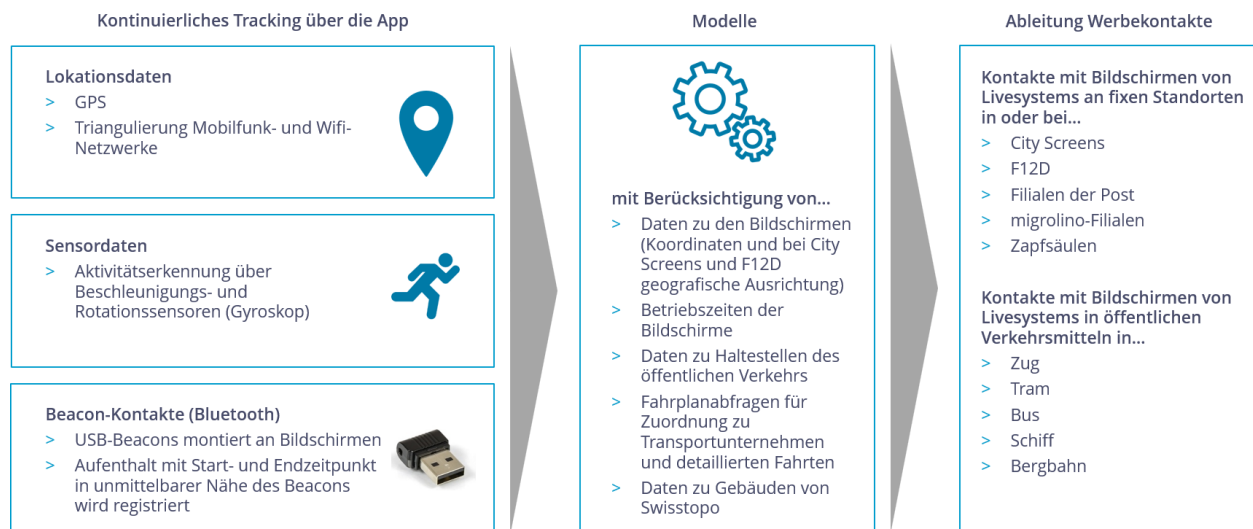 Kontinuierliches Tracking über die App
Lokationsdaten
> GPS
> Triangulierung Mobilfunk- und Wifi-
Netzwerke
Sensordaten
> Aktivitätserkennung über
Beschleunigungs- und
Rotationssensoren (Gyroskop)
Beacon-Kontakte (Bluetooth)
> USB-Beacons montiert an Bildschirmen
> Aufenthalt mit Start- und Endzeitpunkt
in unmittelbarer Nähe des Beacons
wird registriert
Modelle
mit Berücksichtigung von...
> Daten zu den Bildschirmen
(Koordinaten und bei City
Screens und F12D
geografische Ausrichtung)
> Betriebszeiten der
Bildschirme
> Daten zu Haltestellen des
öffentlichen Verkehrs
> Fahrplanabfragen für
Zuordnung zu
Transportunternehmen
und detaillierten Fahrten
> Daten zu Gebäuden von
Swisstopo
Ableitung Werbekontakte
Kontakte mit Bildschirmen von
Livesystems an fixen Standorten
in oder bei...
> City Screens
> F12D
> Filialen der Post
> migrolino-Filialen
> Zapfsäulen
Kontakte mit Bildschirmen von
Livesystems in öffentlichen
Verkehrsmitteln in...
> Zug
> Tram
> Bus
> Schiff
> Bergbahn